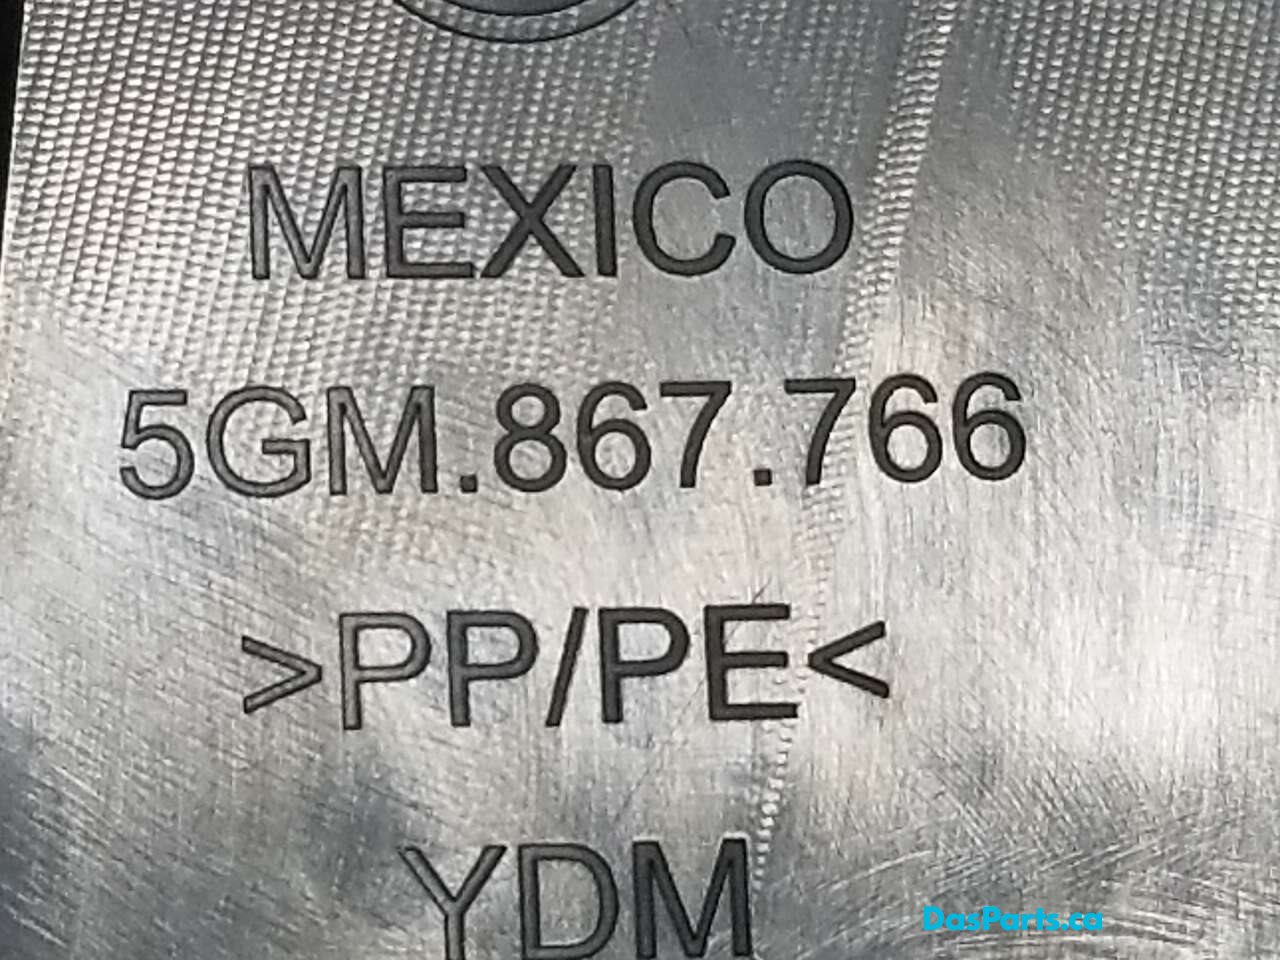 MEXICO
5GM.867.766
>PP/PE<
YDM
DasParts.ca